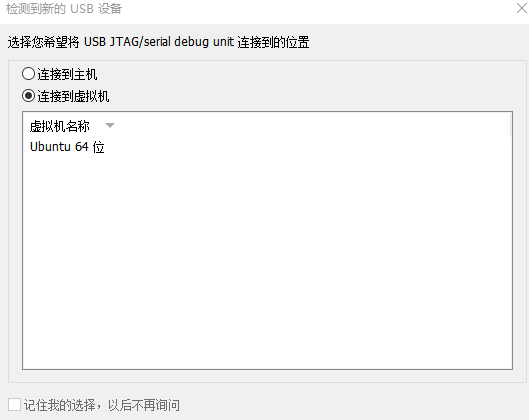 检测到新的 USB 设备
选择您希望将 USB JTAG/serial debug unit 连接到的位置
连接到主机
连接到虚拟机
虚拟机名称
Ubuntu 64 位
记住我的选择，以后不再询问